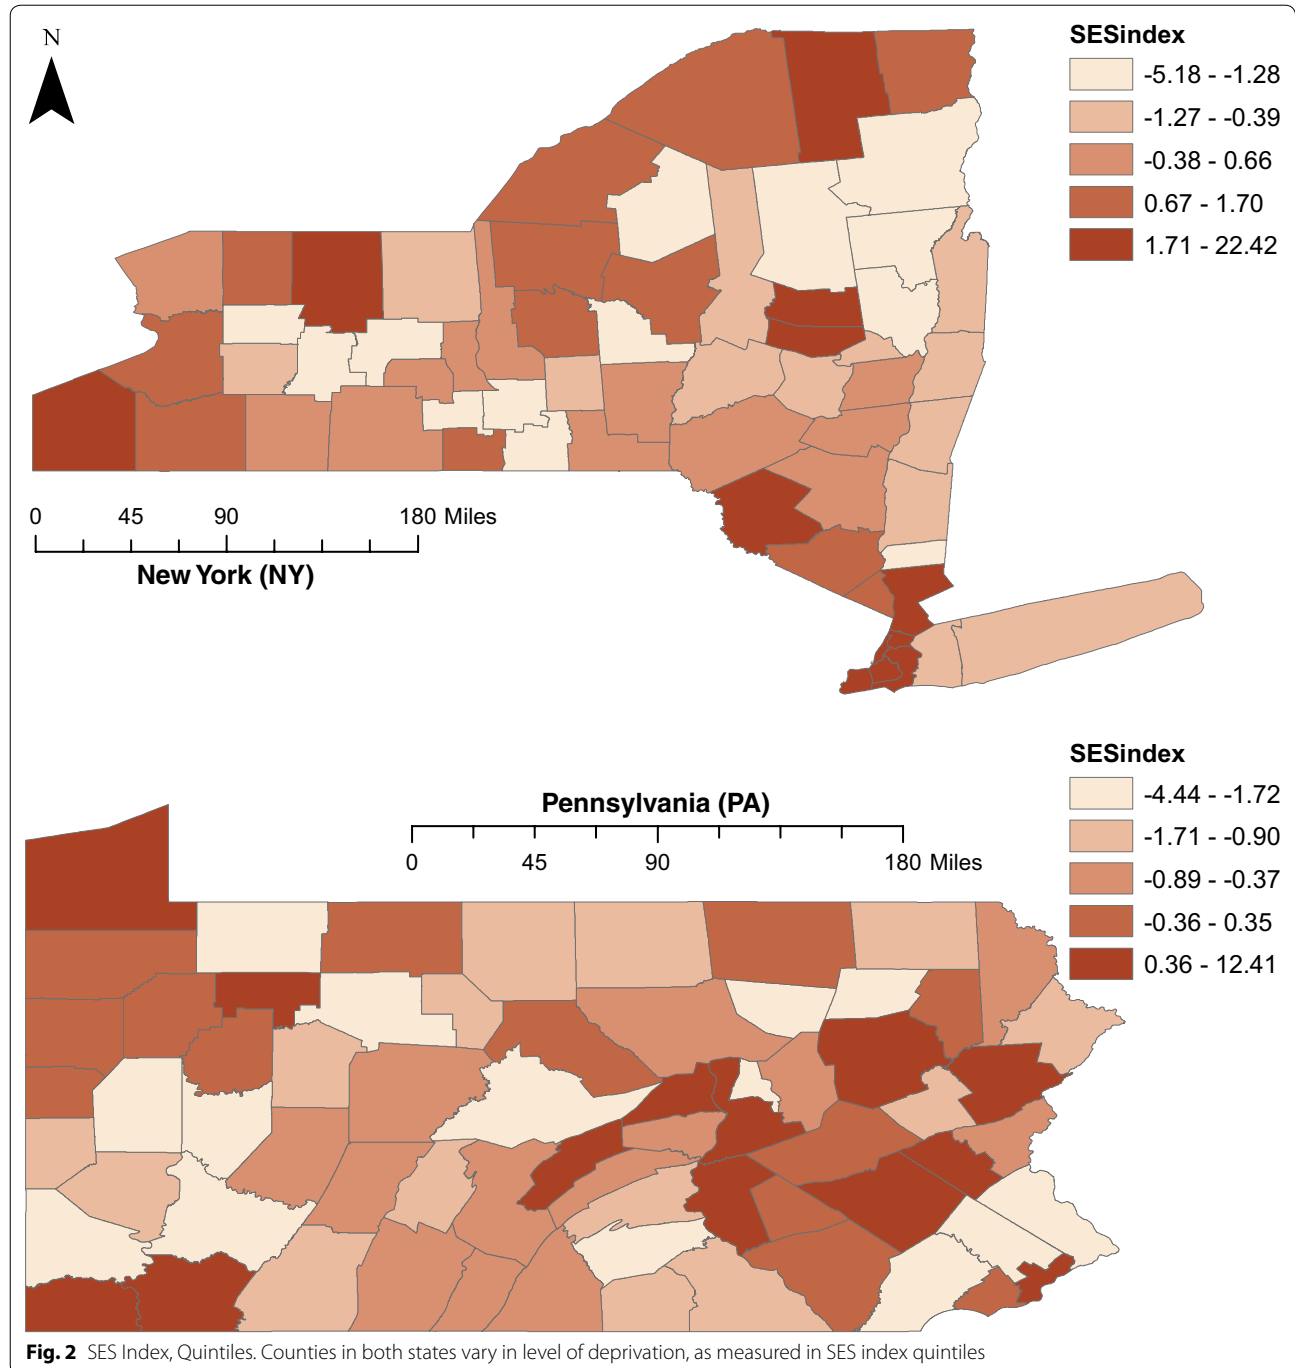 N
SESindex
-5.18 - -1.28
-1.27 - -0.39
-0.38 - 0.66
0.67 - 1.70
1.71 - 22.42
0 45 90 180 Miles
New York (NY)
SESindex
-4.44 - -1.72
-1.71 - -0.90
-0.89 - -0.37
-0.36 - 0.35
0.36 - 12.41
Pennsylvania (PA)
0 45 90 180 Miles
Fig. 2 SES Index, Quintiles. Counties in both states vary in level of deprivation, as measured in SES index quintiles